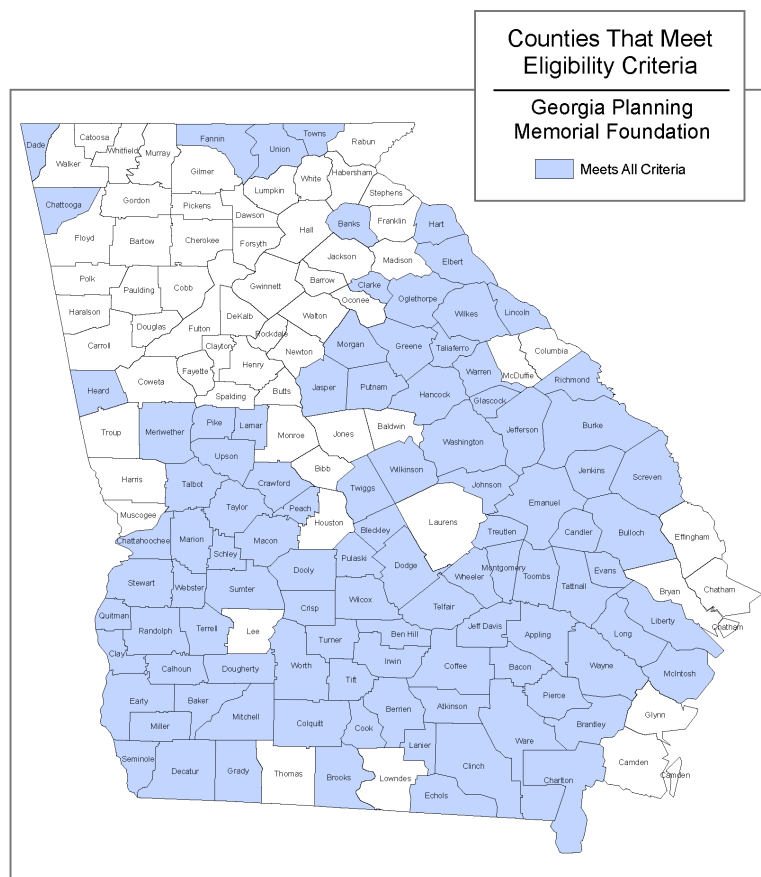 Counties That Meet
Eligibility Criteria
Georgia Planning
Memorial Foundation
Meets All Criteria
Dade
Catoosa
Whitfield
Murray
Fannin
Union
Towns
Rabun
Walker
Gilmer
Lumpkin
White
Habersham
Stephens
Chattooga
Gordon
Pickens
Dawson
Hall
Banks
Franklin
Hart
Floyd
Bartow
Cherokee
Forsyth
Jackson
Madison
Elbert
Polk
Paulding
Cobb
Gwinnett
Barrow
Clarke
Oconee
Oglethorpe
Wilkes
Lincoln
Haralson
Douglas
Fulton
DeKalb
Rockdale
Walton
Carroll
Clayton
Henry
Newton
Morgan
Greene
Taliaferro
Warren
McDuffie
Columbia
Heard
Coweta
Fayette
Spalding
Butts
Jasper
Putnam
Hancock
Glascock
Richmond
Troup
Meriwether
Pike
Lamar
Monroe
Jones
Baldwin
Washington
Jefferson
Burke
Upson
Bibb
Wilkinson
Jenkins
Screven
Harris
Talbot
Crawford
Twiggs
Johnson
Emanuel
Muscogee
Taylor
Peach
Houston
Laurens
Treutlen
Candler
Bulloch
Effingham
Chattahoochee
Marion
Schley
Macon
Bleckley
Pulaski
Dodge
Wheeler
Montgomery
Toombs
Tattnall
Evans
Bryan
Chatham
Chatham
Stewart
Webster
Sumter
Dooly
Wilcox
Telfair
Crisp
Quitman
Randolph
Terrell
Lee
Turner
Ben Hill
Jeff Davis
Appling
Long
Liberty
Clay
Calhoun
Dougherty
Worth
Irwin
Coffee
Bacon
Wayne
McIntosh
Tift
Early
Baker
Mitchell
Colquitt
Berrien
Atkinson
Pierce
Brantley
Glynn
Miller
Cook
Lanier
Ware
Seminole
Decatur
Grady
Thomas
Brooks
Lowndes
Echols
Clinch
Charlton
Camden
Camden